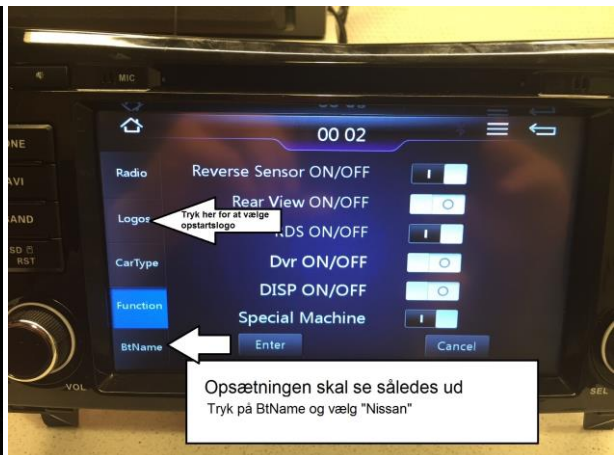 MIC
00 02
ONE
AVI
AND
SD
RST
VOL
SEL
Radio
Logos
CarType
Function
BtName
Reverse Sensor ON/OFF
Rear View ON/OFF
RDS ON/OFF
Dvr ON/OFF
DISP ON/OFF
Special Machine
Enter
Cancel
Tryk her for at vælge
opstartslogo
Opsætningen skal se således ud
Tryk på BtName og vælg "Nissan"